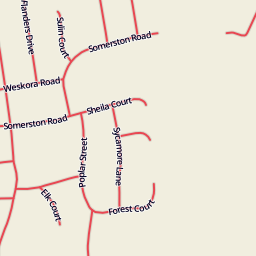 Flanders Drive
Sulin Court
Somerston Road
Weskora Road
Sheila Court
Somerston Road
Sycamore Lane
Poplar Street
Elk Court
Forest Court